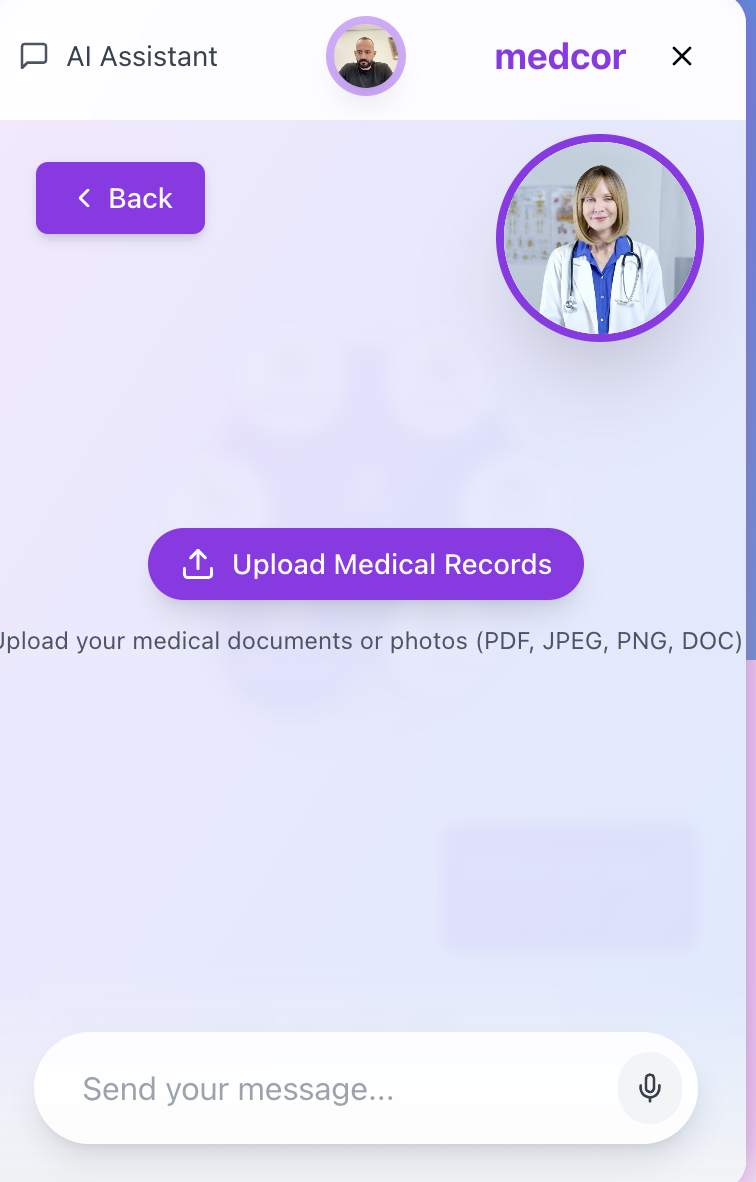 AI Assistant
medcor
Back
Upload Medical Records
Upload your medical documents or photos (PDF, JPEG, PNG, DOC)
Send your message...